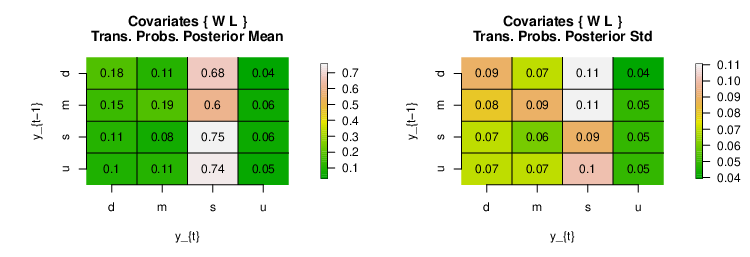 Covariates { W L }
Trans. Probs. Posterior Mean
y_{t−1}
d 0.18 0.11 0.68 0.04
m 0.15 0.19 0.6 0.06
s 0.11 0.08 0.75 0.06
u 0.1 0.11 0.74 0.05
d m s u
y_{t}
0.7
0.6
0.5
0.4
0.3
0.2
0.1
Covariates { W L }
Trans. Probs. Posterior Std
y_{t−1}
d 0.09 0.07 0.11 0.04
m 0.08 0.09 0.11 0.05
s 0.07 0.06 0.09 0.05
u 0.07 0.07 0.1 0.05
d m s u
y_{t}
0.11
0.10
0.09
0.08
0.07
0.06
0.05
0.04